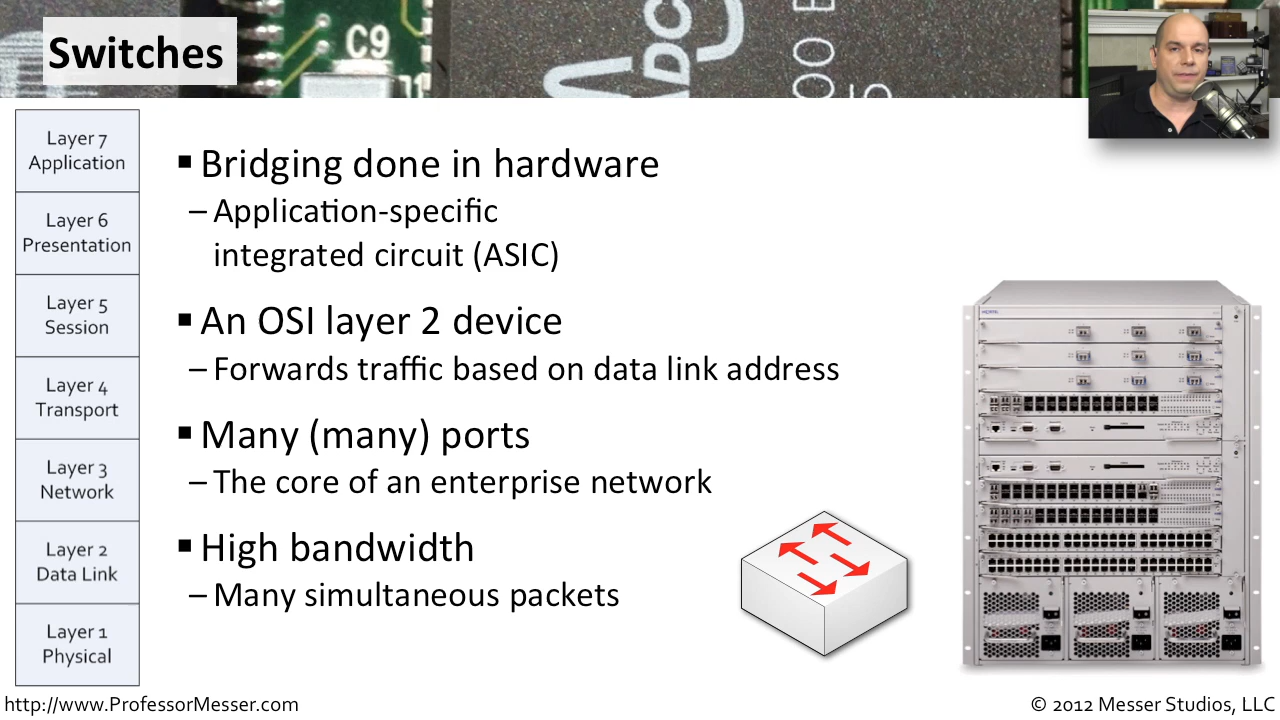 Switches
C9
ADC
00
Layer 7
Application
Layer 6
Presentation
Layer 5
Session
Layer 4
Transport
Layer 3
Network
Layer 2
Data Link
Layer 1
Physical
▪ Bridging done in hardware
– Application-specific
integrated circuit (ASIC)
▪ An OSI layer 2 device
– Forwards traffic based on data link address
▪ Many (many) ports
– The core of an enterprise network
▪ High bandwidth
– Many simultaneous packets
http://www.ProfessorMesser.com
© 2012 Messer Studios, LLC